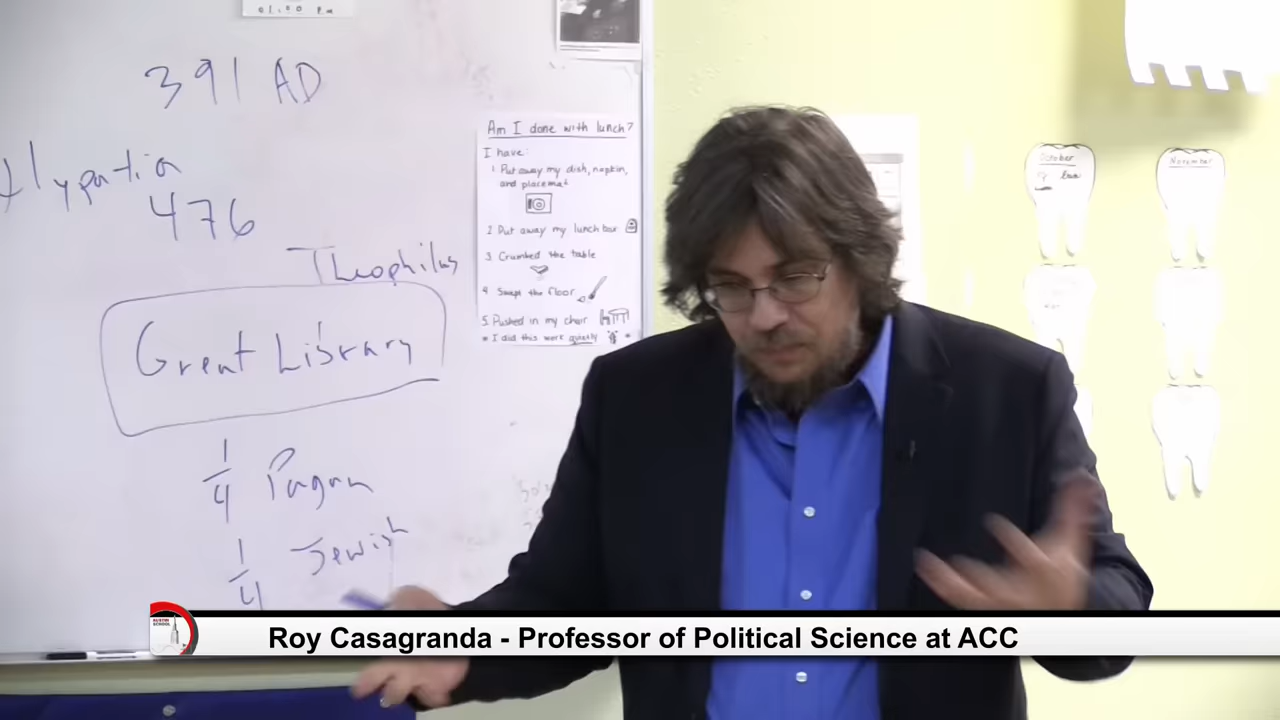 391 AD
Hypatia
476
Theophilus
Great Library
1/4 Pagan
1/4 Jewish
Am I done with lunch?
I have:
1. Put away my dish, napkin,
and placemat
2. Put away my lunch box
3. Crumbed the table
4. Swept the floor
5. Pushed in my chair
* I did this work quietly *
October
November
AUSTIN
SCHOOL
Roy Casagranda - Professor of Political Science at ACC